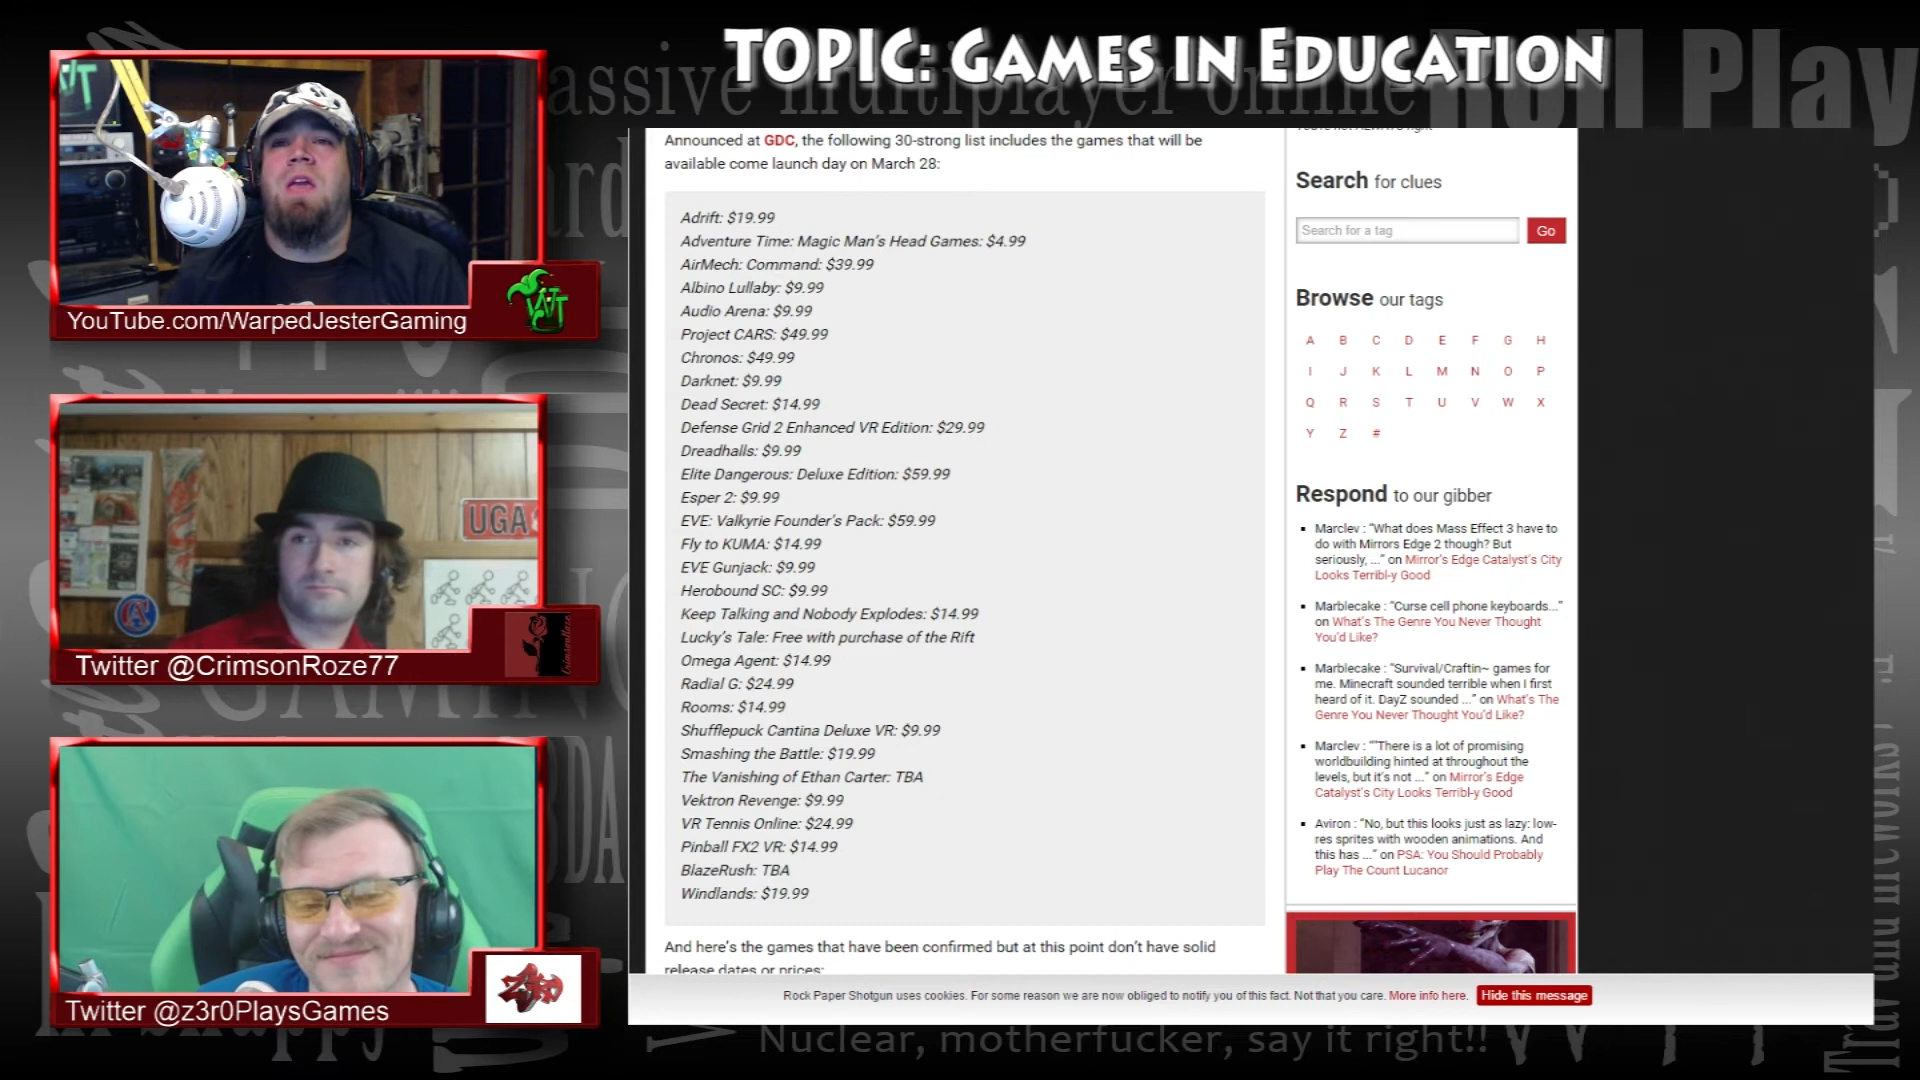 TOPIC: GAMES IN EDUCATION
assive multiplayer online
Roll Play
YouTube.com/WarpedJesterGaming
UGA
Twitter @CrimsonRoze77
Twitter @z3r0PlaysGames
Announced at GDC, the following 30-strong list includes the games that will be
available come launch day on March 28:
Adrift: $19.99
Adventure Time: Magic Man's Head Games: $4.99
AirMech: Command: $39.99
Albino Lullaby: $9.99
Audio Arena: $9.99
Project CARS: $49.99
Chronos: $49.99
Darknet: $9.99
Dead Secret: $14.99
Defense Grid 2 Enhanced VR Edition: $29.99
Dreadhalls: $9.99
Elite Dangerous: Deluxe Edition: $59.99
Esper 2: $9.99
EVE: Valkyrie Founder's Pack: $59.99
Fly to KUMA: $14.99
EVE Gunjack: $9.99
Herobound SC: $9.99
Keep Talking and Nobody Explodes: $14.99
Lucky's Tale: Free with purchase of the Rift
Omega Agent: $14.99
Radial G: $24.99
Rooms: $14.99
Shufflepuck Cantina Deluxe VR: $9.99
Smashing the Battle: $19.99
The Vanishing of Ethan Carter: TBA
Vektron Revenge: $9.99
VR Tennis Online: $24.99
Pinball FX2 VR: $14.99
BlazeRush: TBA
Windlands: $19.99
And here's the games that have been confirmed but at this point don't have solid
release dates or prices:
Search for clues
Search for a tag
Go
Browse our tags
A B C D E F G H
I J K L M N O P
Q R S T U V W X
Y Z #
Respond to our gibber
Marclev : "What does Mass Effect 3 have to
do with Mirrors Edge 2 though? But
seriously, ..." on Mirror's Edge Catalyst's City
Looks Terribl-y Good
Marblecake : "Curse cell phone keyboards..."
on What's The Genre You Never Thought
You'd Like?
Marblecake : "Survival/Craftin~ games for
me. Minecraft sounded terrible when I first
heard of it. DayZ sounded ..." on What's The
Genre You Never Thought You'd Like?
Marclev : ""There is a lot of promising
worldbuilding hinted at throughout the
levels, but it's not ..." on Mirror's Edge
Catalyst's City Looks Terribl-y Good
Aviron : "No, but this looks just as lazy: low-
res sprites with wooden animations. And
this has ..." on PSA: You Should Probably
Play The Count Lucanor
Rock Paper Shotgun uses cookies. For some reason we are now obliged to notify you of this fact. Not that you care. More info here.
Hide this message
Nuclear, motherfucker, say it right!!